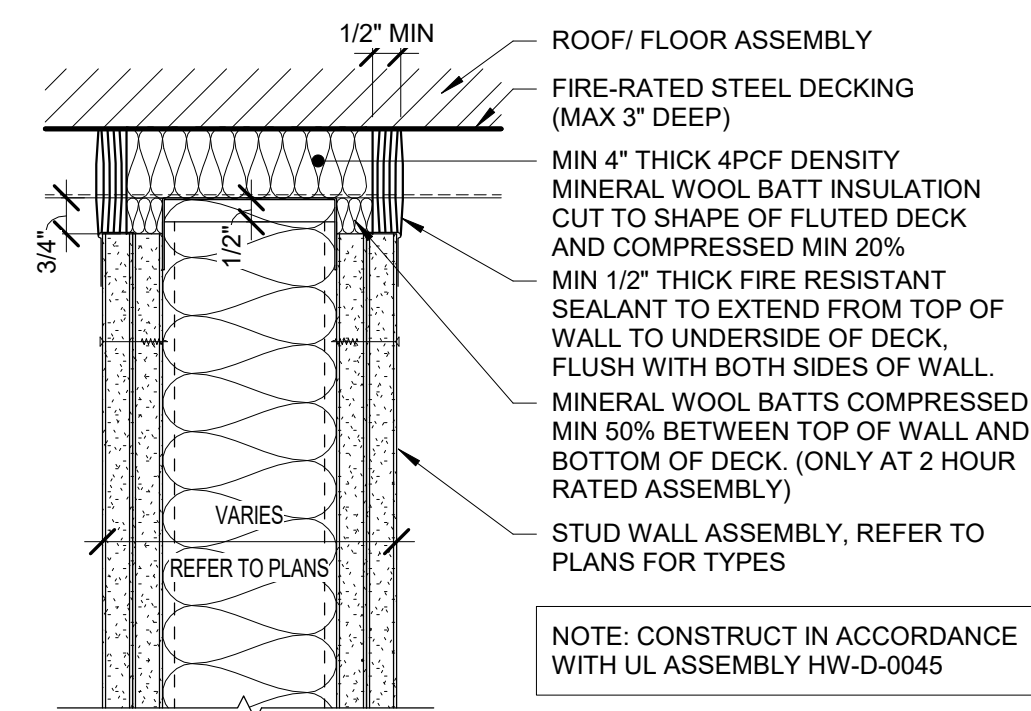 1/2" MIN
ROOF/ FLOOR ASSEMBLY
FIRE-RATED STEEL DECKING
(MAX 3" DEEP)
MIN 4" THICK 4PCF DENSITY
MINERAL WOOL BATT INSULATION
CUT TO SHAPE OF FLUTED DECK
AND COMPRESSED MIN 20%
3/4"
1/2"
MIN 1/2" THICK FIRE RESISTANT
SEALANT TO EXTEND FROM TOP OF
WALL TO UNDERSIDE OF DECK,
FLUSH WITH BOTH SIDES OF WALL.
MINERAL WOOL BATTS COMPRESSED
MIN 50% BETWEEN TOP OF WALL AND
BOTTOM OF DECK. (ONLY AT 2 HOUR
RATED ASSEMBLY)
VARIES
REFER TO PLANS
STUD WALL ASSEMBLY, REFER TO
PLANS FOR TYPES
NOTE: CONSTRUCT IN ACCORDANCE
WITH UL ASSEMBLY HW-D-0045